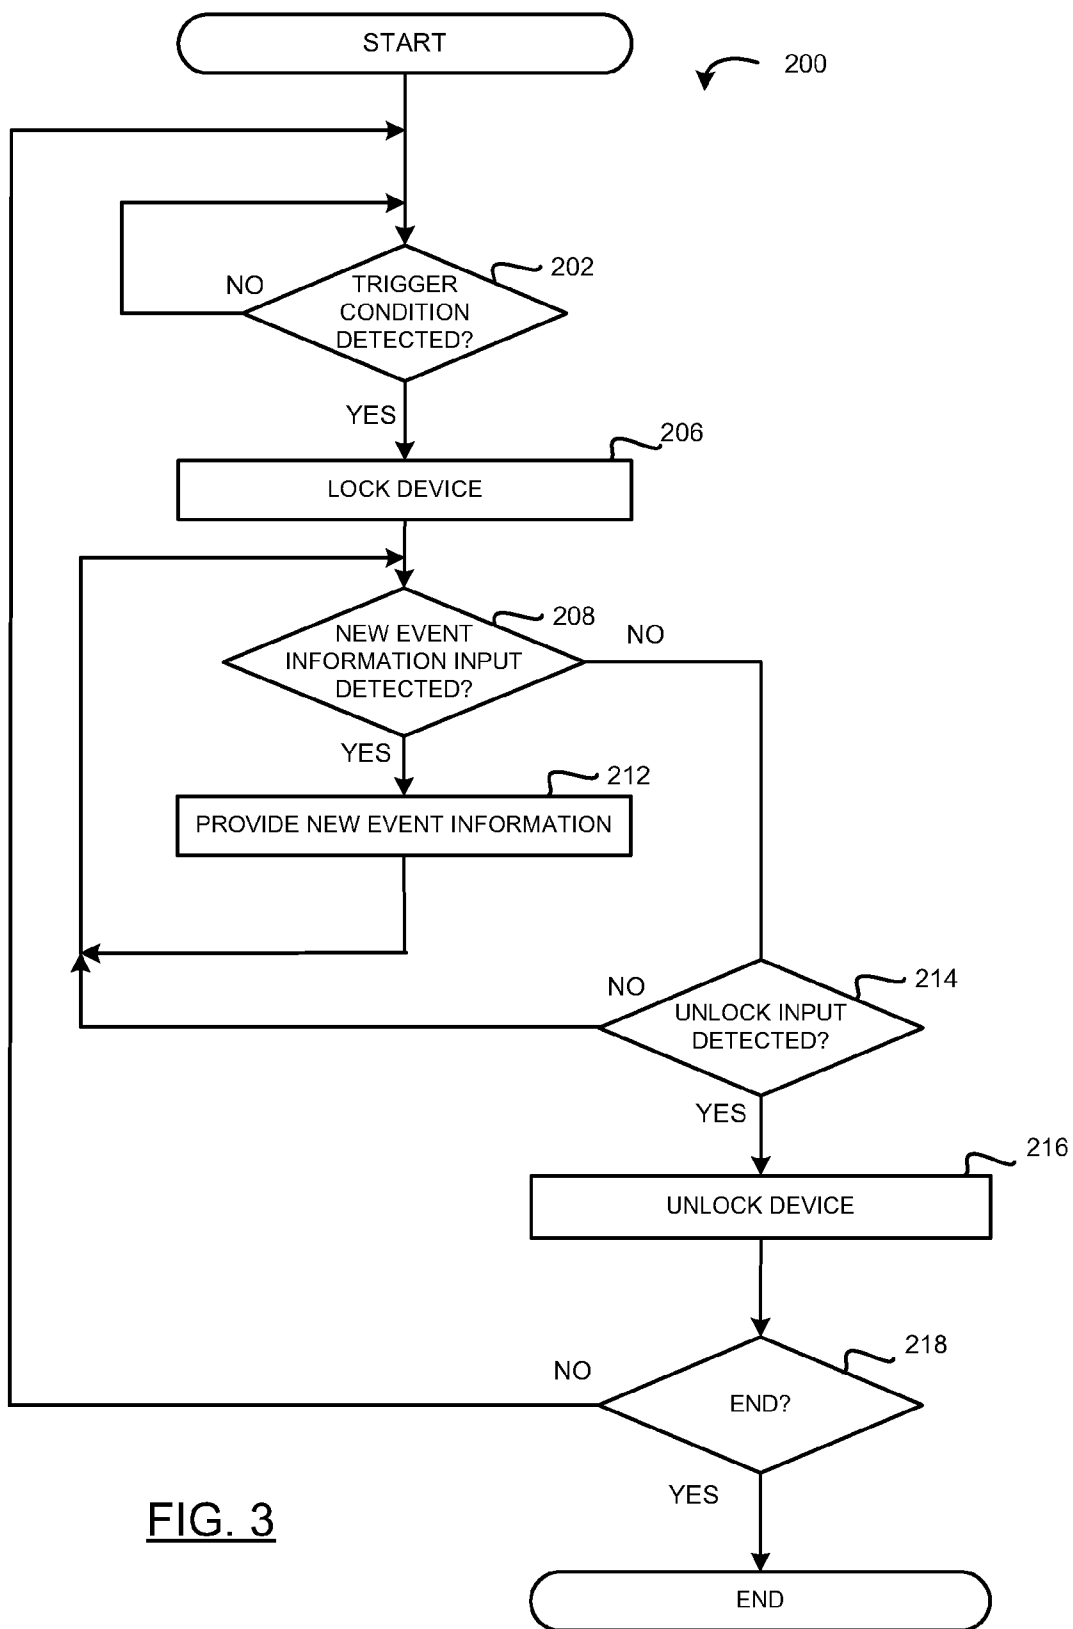 START
200
202
NO
TRIGGER
CONDITION
DETECTED?
YES
206
LOCK DEVICE
208
NO
NEW EVENT
INFORMATION INPUT
DETECTED?
YES
212
PROVIDE NEW EVENT INFORMATION
214
NO
UNLOCK INPUT
DETECTED?
YES
216
UNLOCK DEVICE
218
NO
END?
YES
FIG. 3
END